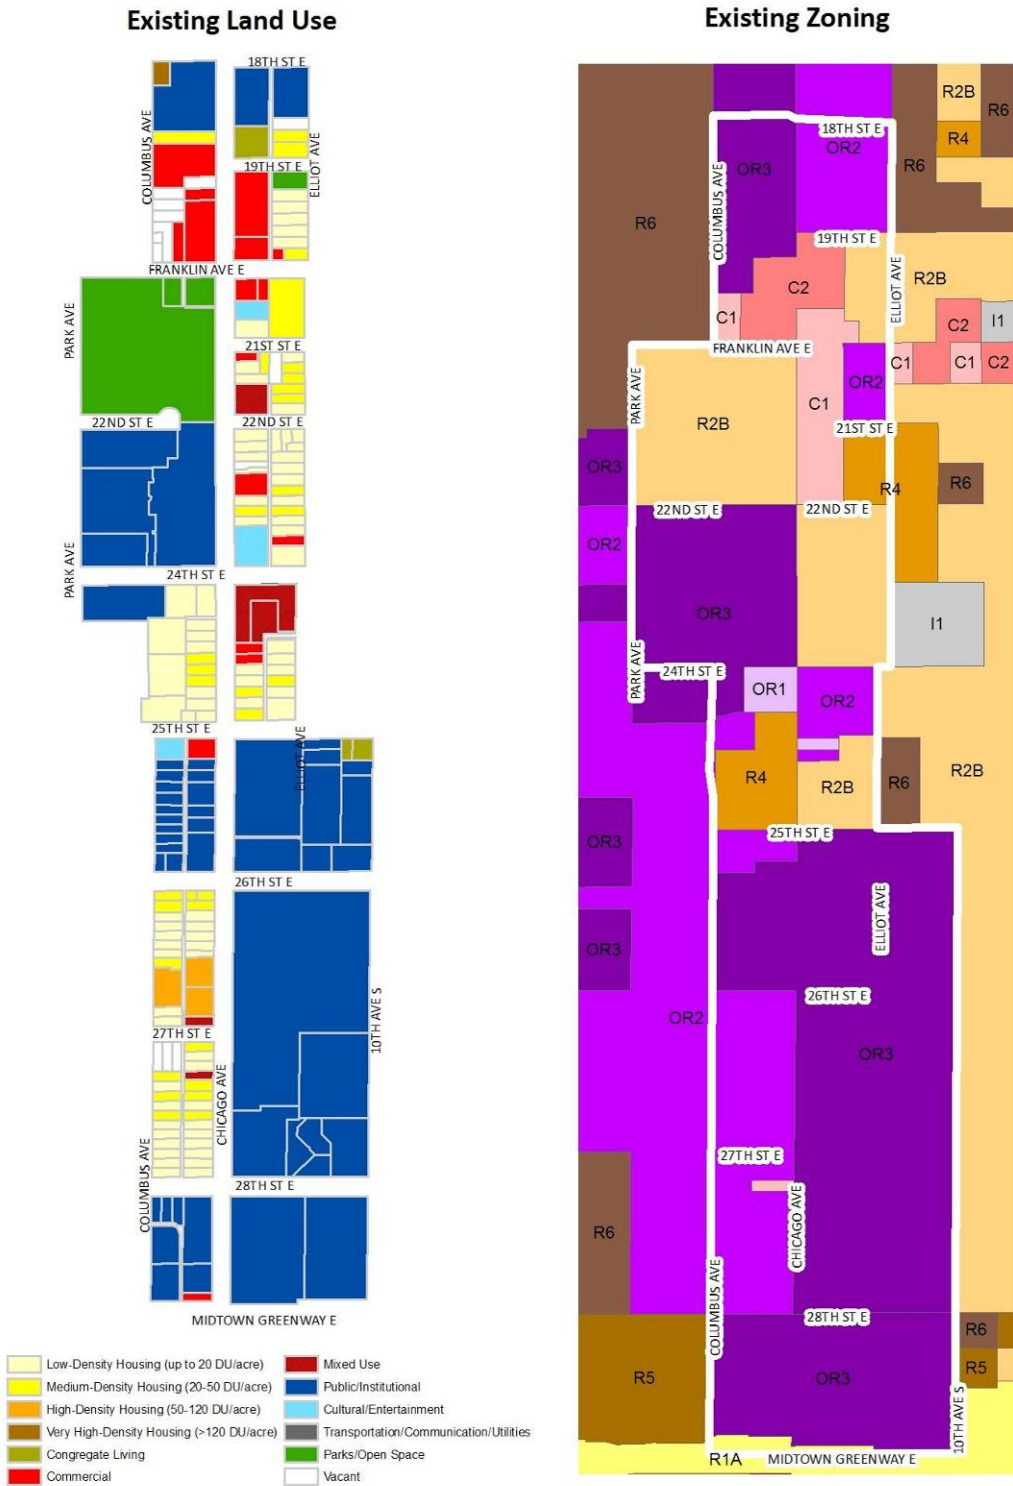 Existing Land Use
18TH ST E
COLUMBUS AVE
ELLIOT AVE
19TH ST E
FRANKLIN AVE E
PARK AVE
21ST ST E
22ND ST E
22ND ST E
PARK AVE
24TH ST E
25TH ST E
ELLIOT AVE
26TH ST E
10TH AVE S
27TH ST E
CHICAGO AVE
COLUMBUS AVE
28TH ST E
MIDTOWN GREENWAY E
Low-Density Housing (up to 20 DU/acre)
Medium-Density Housing (20-50 DU/acre)
High-Density Housing (50-120 DU/acre)
Very High-Density Housing (>120 DU/acre)
Congregate Living
Commercial
Mixed Use
Public/Institutional
Cultural/Entertainment
Transportation/Communication/Utilities
Parks/Open Space
Vacant
Existing Zoning
R2B
R6
18TH ST E
R4
OR2
OR3
R6
COLUMBUS AVE
R6
19TH ST E
ELLIOT AVE
R2B
C2
C1
C2
I1
FRANKLIN AVE E
C1
C1
C2
PARK AVE
OR2
C1
R2B
21ST ST E
OR3
R4
R6
22ND ST E
22ND ST E
OR2
OR3
I1
PARK AVE
24TH ST E
OR1
OR2
R4
R2B
R6
R2B
25TH ST E
OR3
ELLIOT AVE
OR3
26TH ST E
OR2
OR3
27TH ST E
CHICAGO AVE
R6
COLUMBUS AVE
28TH ST E
R6
R5
OR3
R5
10TH AVE S
R1A
MIDTOWN GREENWAY E